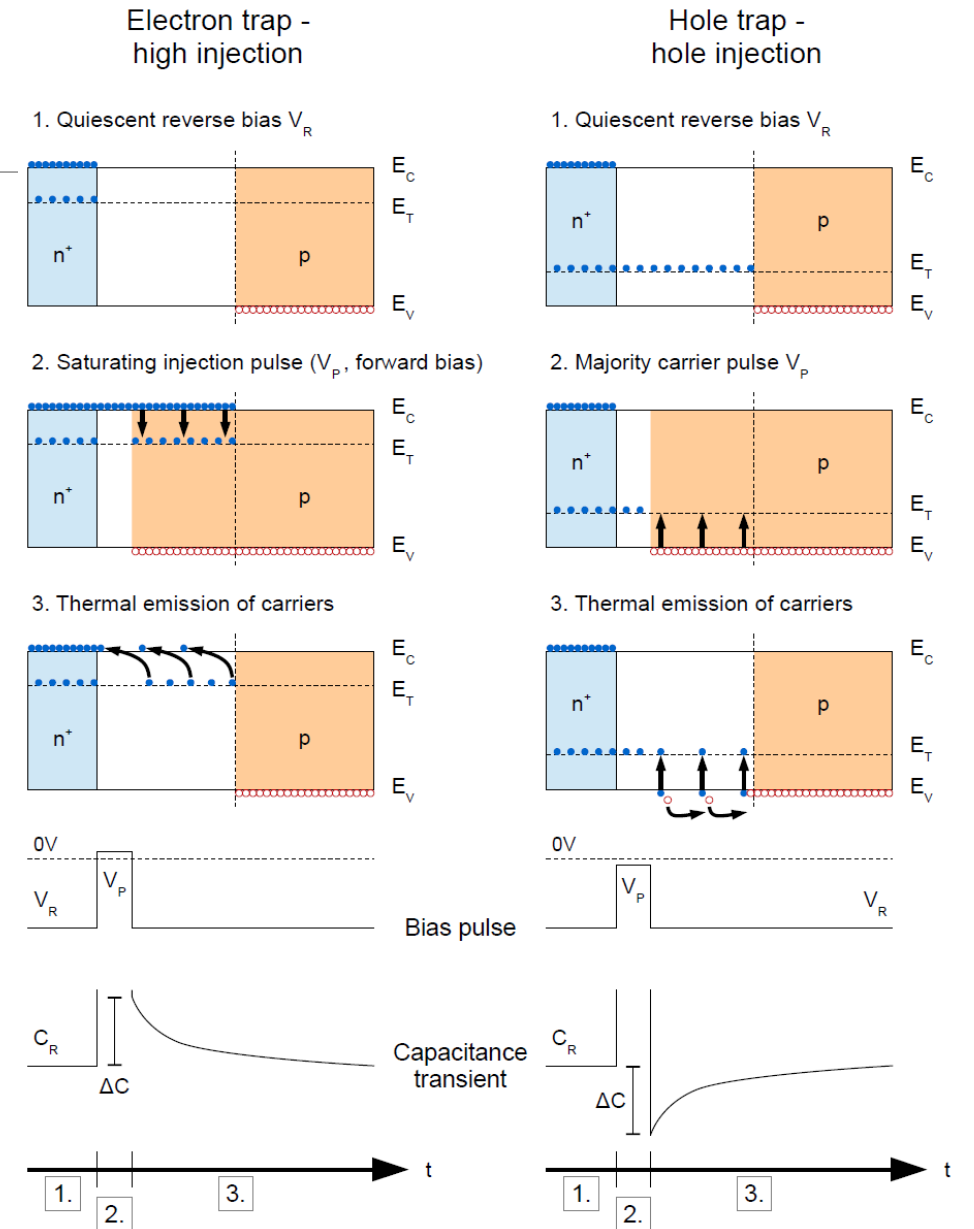 Electron trap -
high injection
Hole trap -
hole injection
1. Quiescent reverse bias V_R
1. Quiescent reverse bias V_R
E_C
E_T
n⁺
p
E_V
E_C
n⁺
p
E_T
E_V
2. Saturating injection pulse (V_P, forward bias)
2. Majority carrier pulse V_P
E_C
E_T
n⁺
p
E_V
E_C
n⁺
p
E_T
E_V
3. Thermal emission of carriers
3. Thermal emission of carriers
E_C
E_T
n⁺
p
E_V
E_C
n⁺
p
E_T
E_V
0V
V_P
V_R
Bias pulse
0V
V_P
V_R
C_R
ΔC
Capacitance
transient
C_R
ΔC
t
t
1.
2.
3.
1.
2.
3.